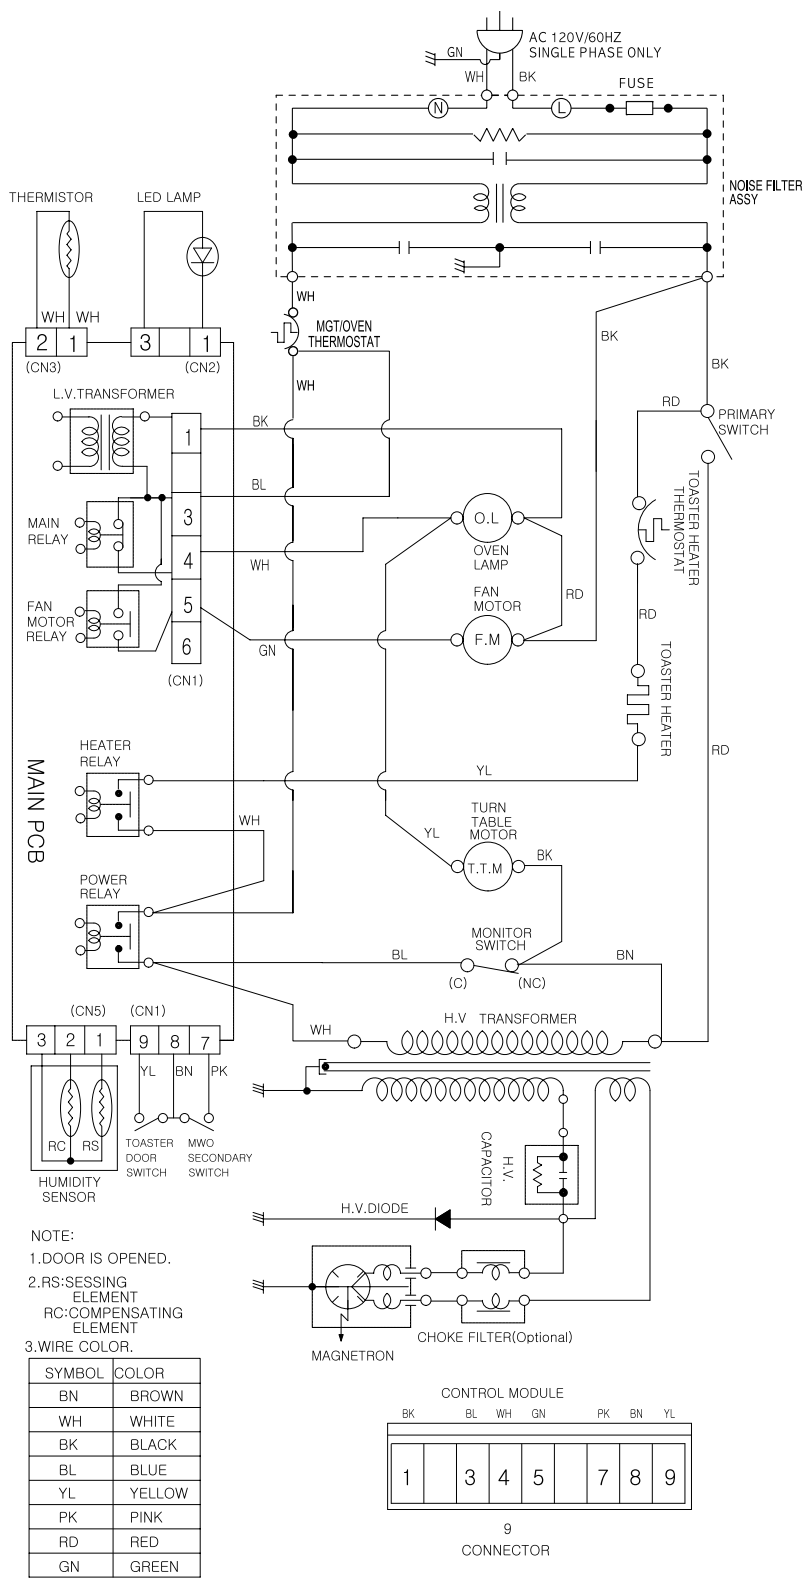 AC 120V/60HZ
SINGLE PHASE ONLY
GN
WH
BK
FUSE
N
L
NOISE FILTER
ASSY
THERMISTOR
LED LAMP
WH
WH
WH
2
1
3
1
(CN3)
(CN2)
MGT/OVEN
THERMOSTAT
BK
BK
WH
L.V.TRANSFORMER
RD
PRIMARY
SWITCH
1
BK
BL
3
MAIN
RELAY
O.L
OVEN
LAMP
TOASTER HEATER
THERMOSTAT
4
WH
FAN
MOTOR
RELAY
5
FAN
MOTOR
RD
RD
6
F.M
GN
(CN1)
TOASTER HEATER
HEATER
RELAY
YL
RD
MAIN PCB
WH
TURN
TABLE
MOTOR
YL
BK
T.T.M
POWER
RELAY
MONITOR
SWITCH
BL
BN
(C)
(NC)
(CN5)
(CN1)
H.V TRANSFORMER
WH
3
2
1
9
8
7
YL
BN
PK
RC
RS
TOASTER
DOOR
SWITCH
MWO
SECONDARY
SWITCH
HUMIDITY
SENSOR
H.V.
CAPACITOR
H.V.DIODE
NOTE:
1.DOOR IS OPENED.
2.RS:SESSING
ELEMENT
RC:COMPENSATING
ELEMENT
3.WIRE COLOR.
MAGNETRON
CHOKE FILTER(Optional)
SYMBOL COLOR
BN BROWN
WH WHITE
BK BLACK
BL BLUE
YL YELLOW
PK PINK
RD RED
GN GREEN
CONTROL MODULE
BK BL WH GN PK BN YL
1 3 4 5 7 8 9
9
CONNECTOR